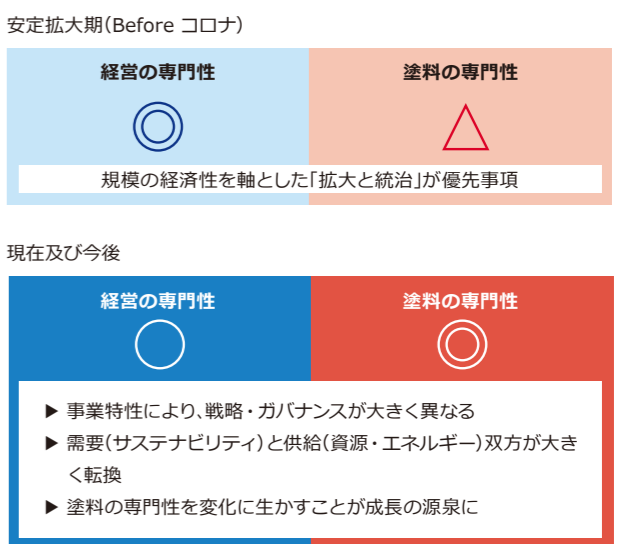 安定拡大期(Before コロナ)
経営の専門性 塗料の専門性
◎ △
規模の経済性を軸とした「拡大と統治」が優先事項
現在及び今後
経営の専門性 塗料の専門性
○ ◎
▶ 事業特性により、戦略・ガバナンスが大きく異なる
▶ 需要(サステナビリティ)と供給(資源・エネルギー)双方が大き
く転換
▶ 塗料の専門性を変化に生かすことが成長の源泉に